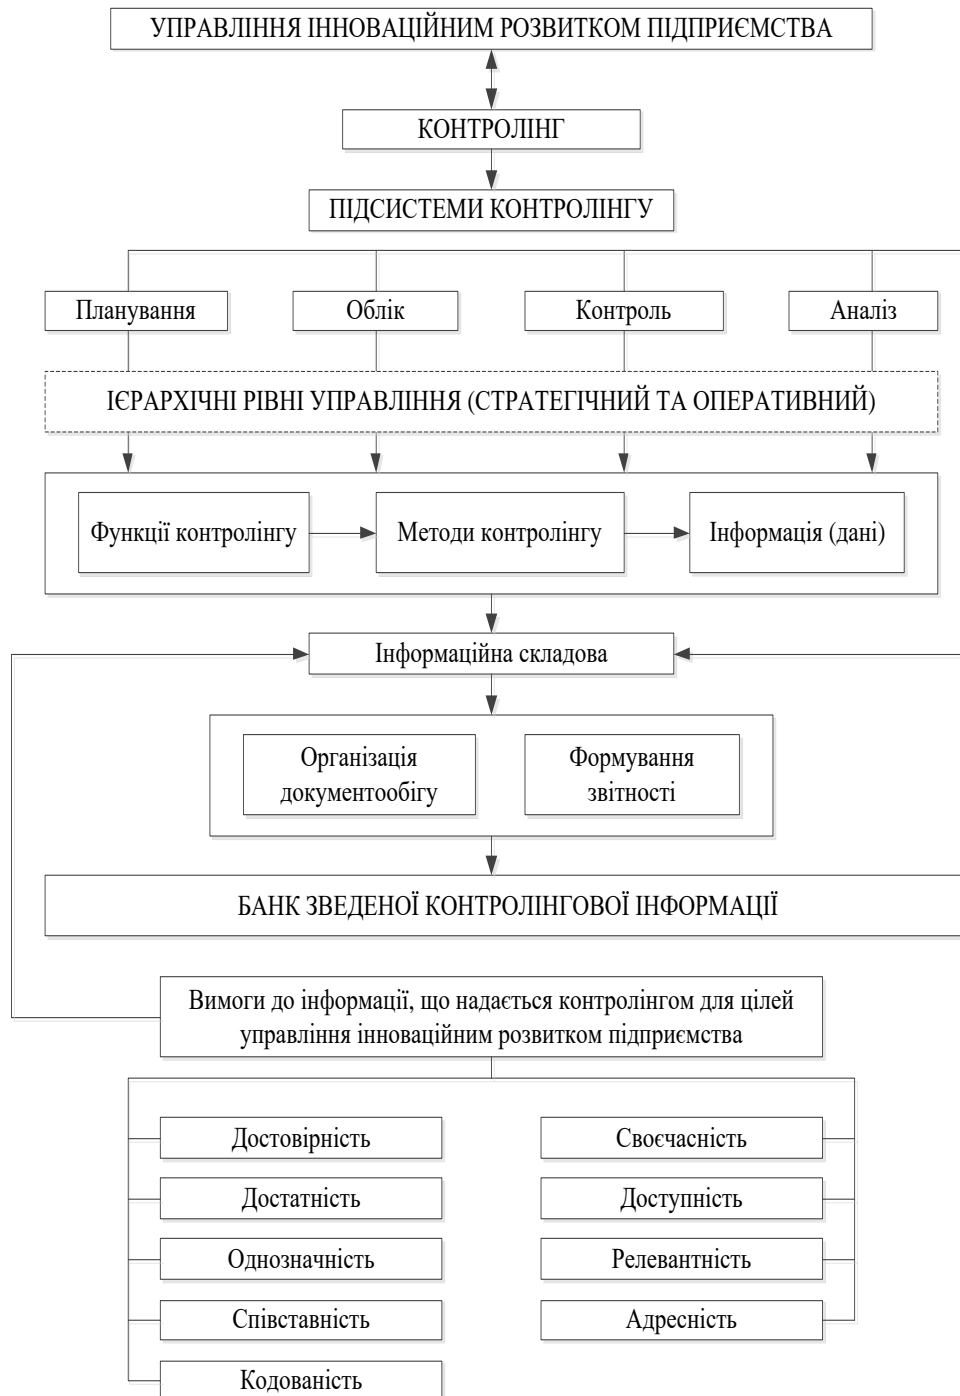 УПРАВЛІННЯ ІННОВАЦІЙНИМ РОЗВИТКОМ ПІДПРИЄМСТВА
КОНТРОЛІНГ
ПІДСИСТЕМИ КОНТРОЛІНГУ
Планування
Облік
Контроль
Аналіз
ІЄРАРХІЧНІ РІВНІ УПРАВЛІННЯ (СТРАТЕГІЧНИЙ ТА ОПЕРАТИВНИЙ)
Функції контролінгу
Методи контролінгу
Інформація (дані)
Інформаційна складова
Організація
документообігу
Формування
звітності
БАНК ЗВЕДЕНОЇ КОНТРОЛІНГОВОЇ ІНФОРМАЦІЇ
Вимоги до інформації, що надається контролінгом для цілей
управління інноваційним розвитком підприємства
Достовірність
Своєчасність
Достатність
Доступність
Однозначність
Релевантність
Співставність
Адресність
Кодованість